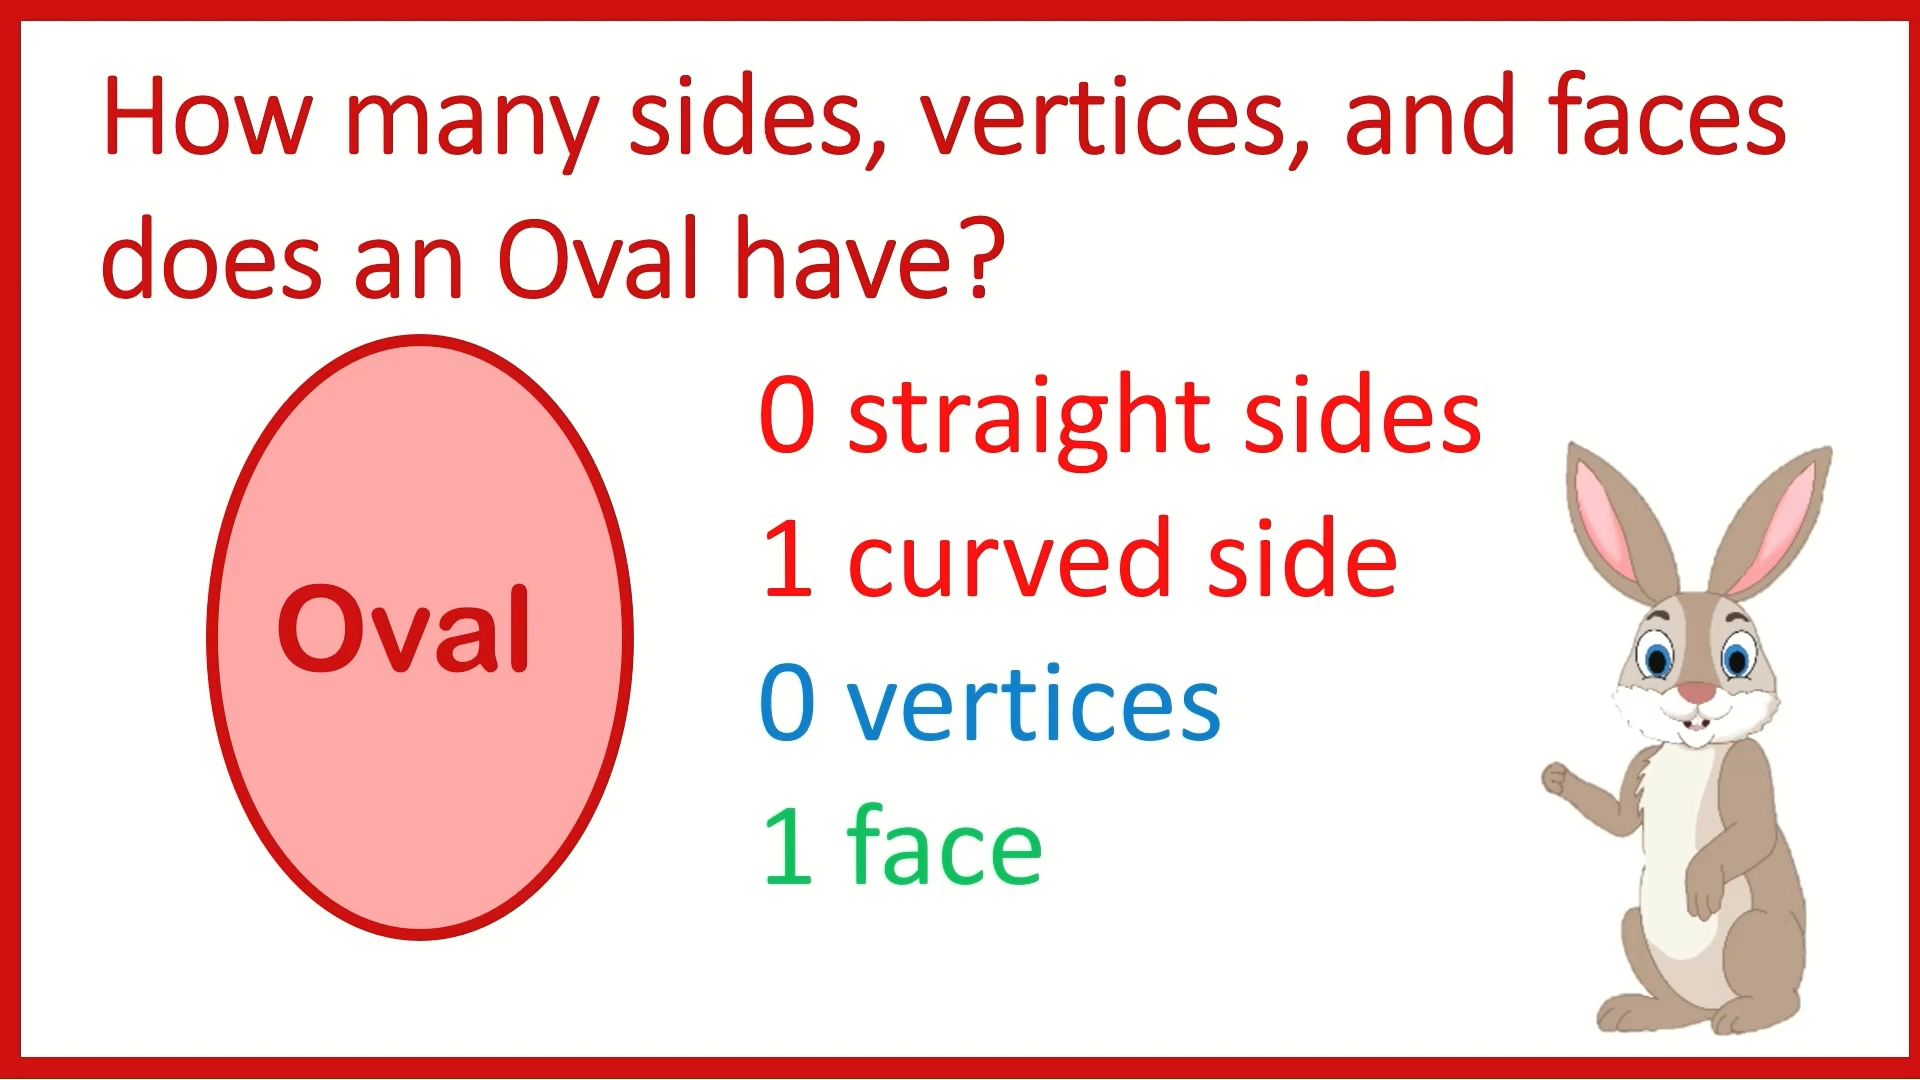 How many sides, vertices, and faces
does an Oval have?
Oval
0 straight sides
1 curved side
0 vertices
1 face